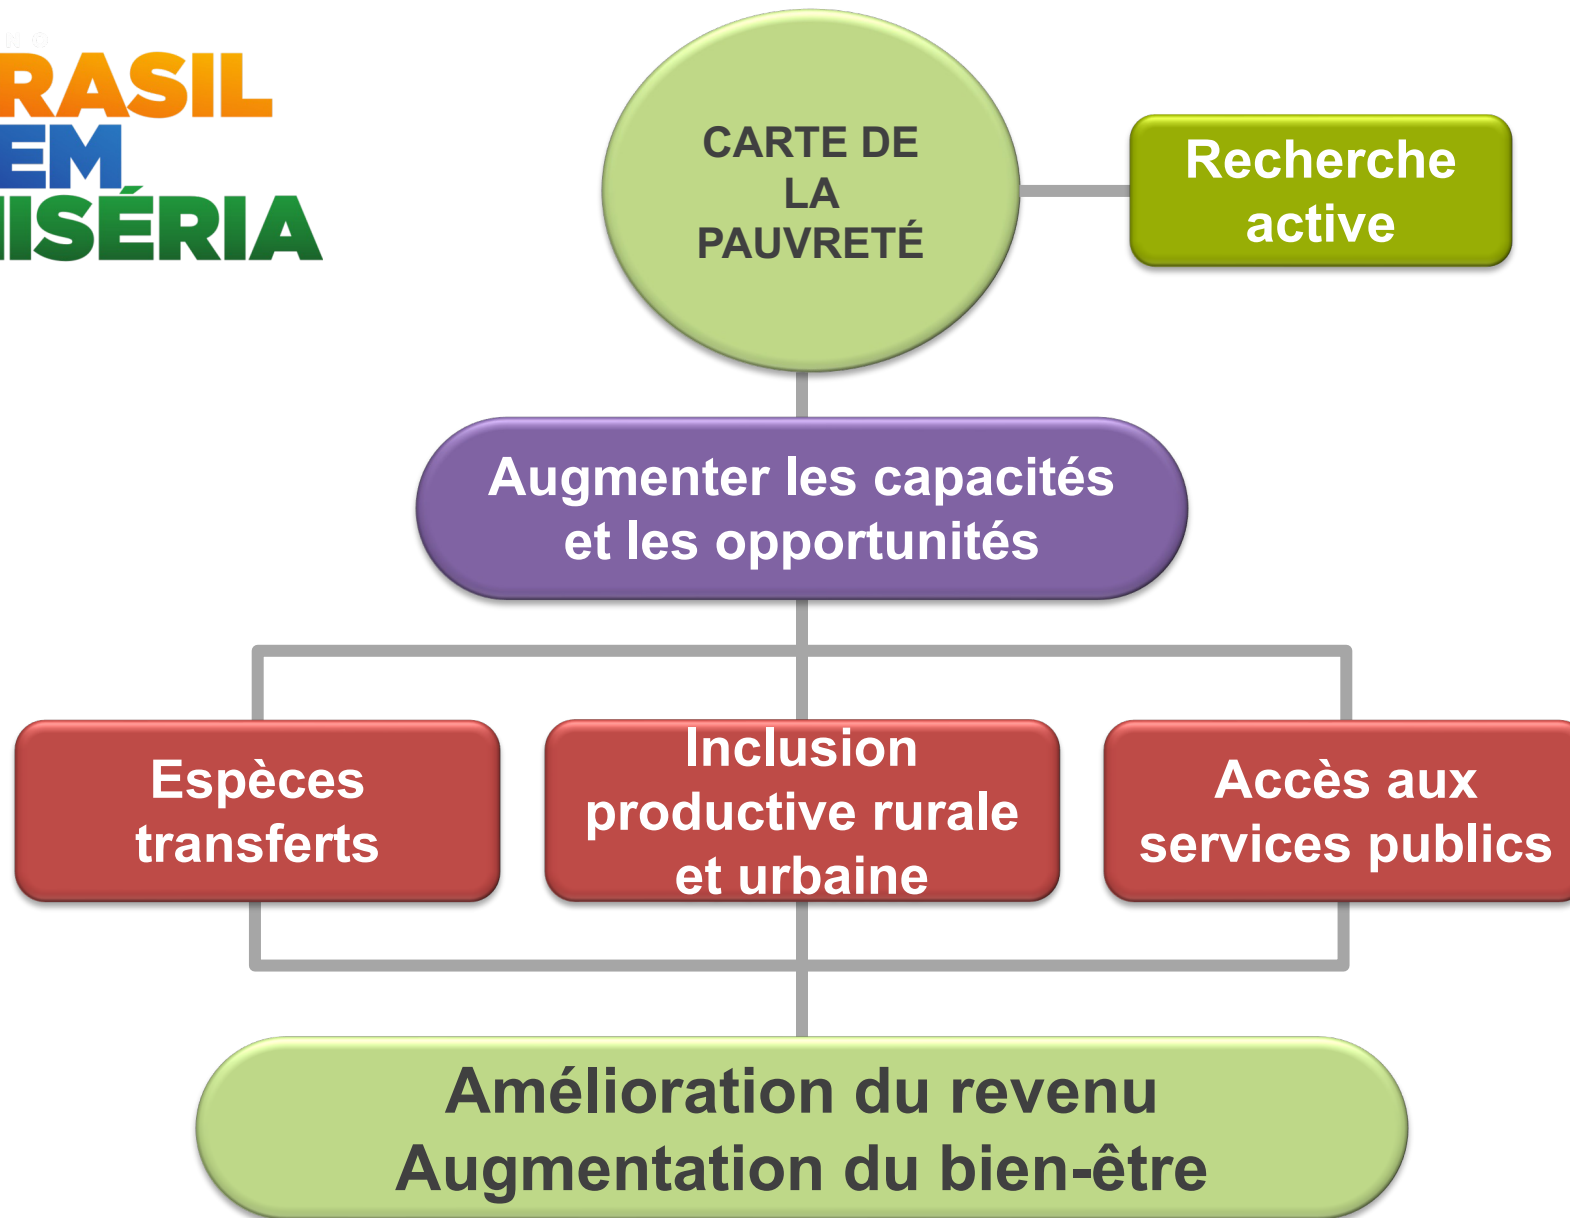 RASIL
EM
ISÉRIA
CARTE DE
LA
PAUVRETÉ
Recherche
active
Augmenter les capacités
et les opportunités
Espèces
transferts
Inclusion
productive rurale
et urbaine
Accès aux
services publics
Amélioration du revenu
Augmentation du bien-être